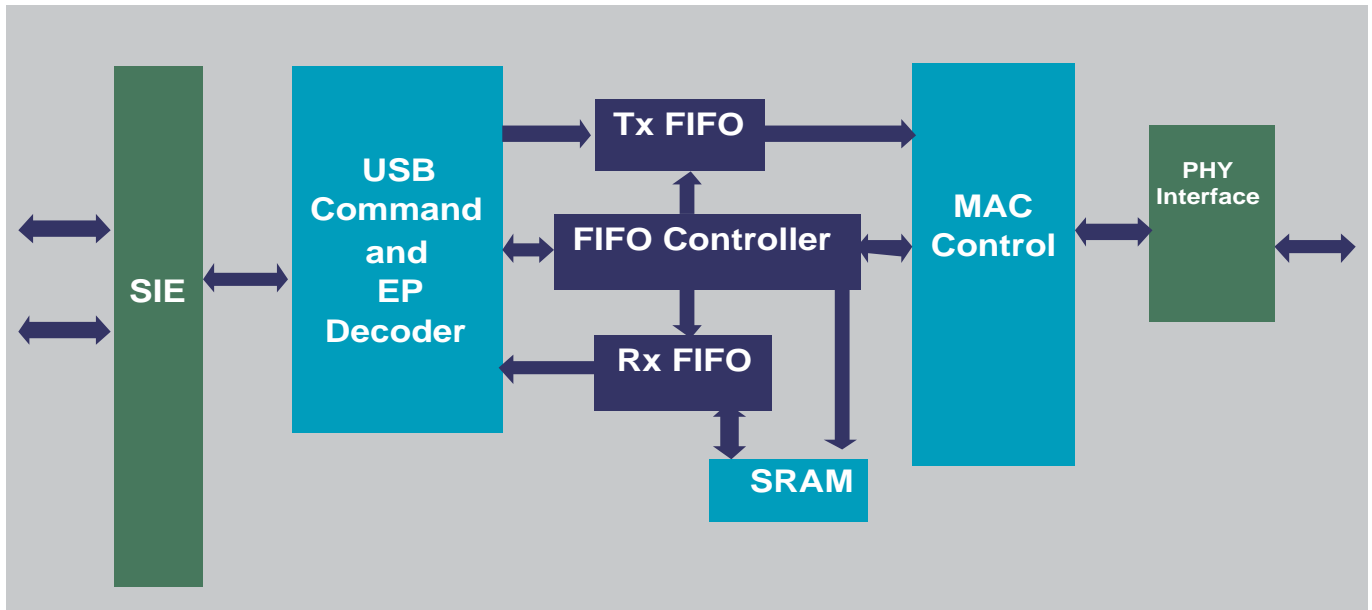 SIE
USB
Command
and
EP
Decoder
Tx FIFO
FIFO Controller
Rx FIFO
SRAM
MAC
Control
PHY
Interface